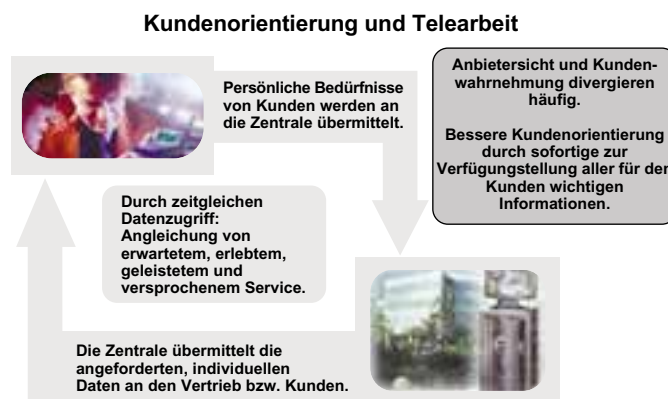 Kundenorientierung und Telearbeit
Persönliche Bedürfnisse
von Kunden werden an
die Zentrale übermittelt.
Anbietersicht und Kunden-
wahrnehmung divergieren
häufig.
Bessere Kundenorientierung
durch sofortige zur
Verfügungstellung aller für den
Kunden wichtigen
Informationen.
Durch zeitgleichen
Datenzugriff:
Angleichung von
erwartetem, erlebtem,
geleistetem und
versprochenem Service.
Die Zentrale übermittelt die
angeforderten, individuellen
Daten an den Vertrieb bzw. Kunden.